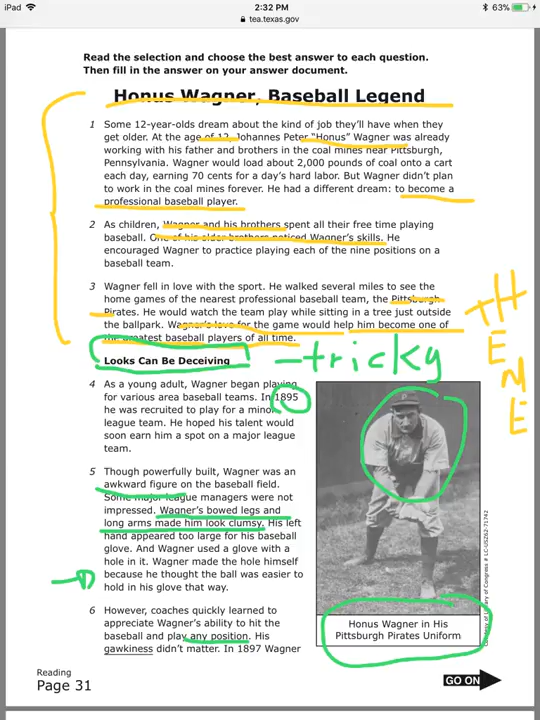 iPad
2:32 PM
63%
tea.texas.gov
Read the selection and choose the best answer to each question.
Then fill in the answer on your answer document.
Honus Wagner, Baseball Legend
1 Some 12-year-olds dream about the kind of job they'll have when they
get older. At the age of 12, Johannes Peter "Honus" Wagner was already
working with his father and brothers in the coal mines near Pittsburgh,
Pennsylvania. Wagner would load about 2,000 pounds of coal onto a cart
each day, earning 70 cents for a day's hard labor. But Wagner didn't plan
to work in the coal mines forever. He had a different dream: to become a
professional baseball player.
2 As children, Wagner and his brothers spent all their free time playing
baseball. One of his older brothers noticed Wagner's skills. He
encouraged Wagner to practice playing each of the nine positions on a
baseball team.
3 Wagner fell in love with the sport. He walked several miles to see the
home games of the nearest professional baseball team, the Pittsburgh
Pirates. He would watch the team play while sitting in a tree just outside
the ballpark. Wagner's love for the game would help him become one of
the greatest baseball players of all time.
THEME
Looks Can Be Deceiving
-tricky
4 As a young adult, Wagner began playing
for various area baseball teams. In 1895
he was recruited to play for a minor
league team. He hoped his talent would
soon earn him a spot on a major league
team.
5 Though powerfully built, Wagner was an
awkward figure on the baseball field.
Some major league managers were not
impressed. Wagner's bowed legs and
long arms made him look clumsy. His left
hand appeared too large for his baseball
glove. And Wagner used a glove with a
hole in it. Wagner made the hole himself
because he thought the ball was easier to
hold in his glove that way.
6 However, coaches quickly learned to
appreciate Wagner's ability to hit the
baseball and play any position. His
gawkiness didn't matter. In 1897 Wagner
Courtesy of Library of Congress # LC-USZ62-71742
Honus Wagner in His
Pittsburgh Pirates Uniform
Reading
Page 31
GO ON